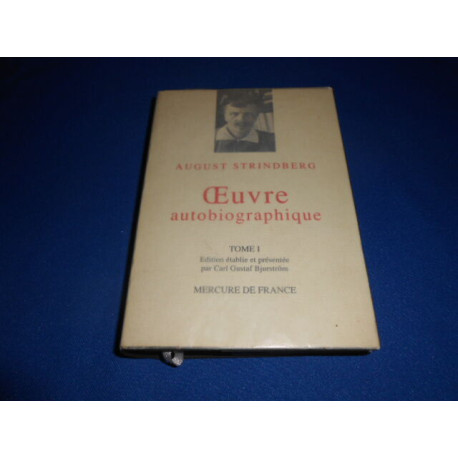 AUGUST STRINDBERG
Œuvre
autobiographique
TOME I
Edition établie et présentée
par Carl Gustaf Bjurström
MERCURE DE FRANCE